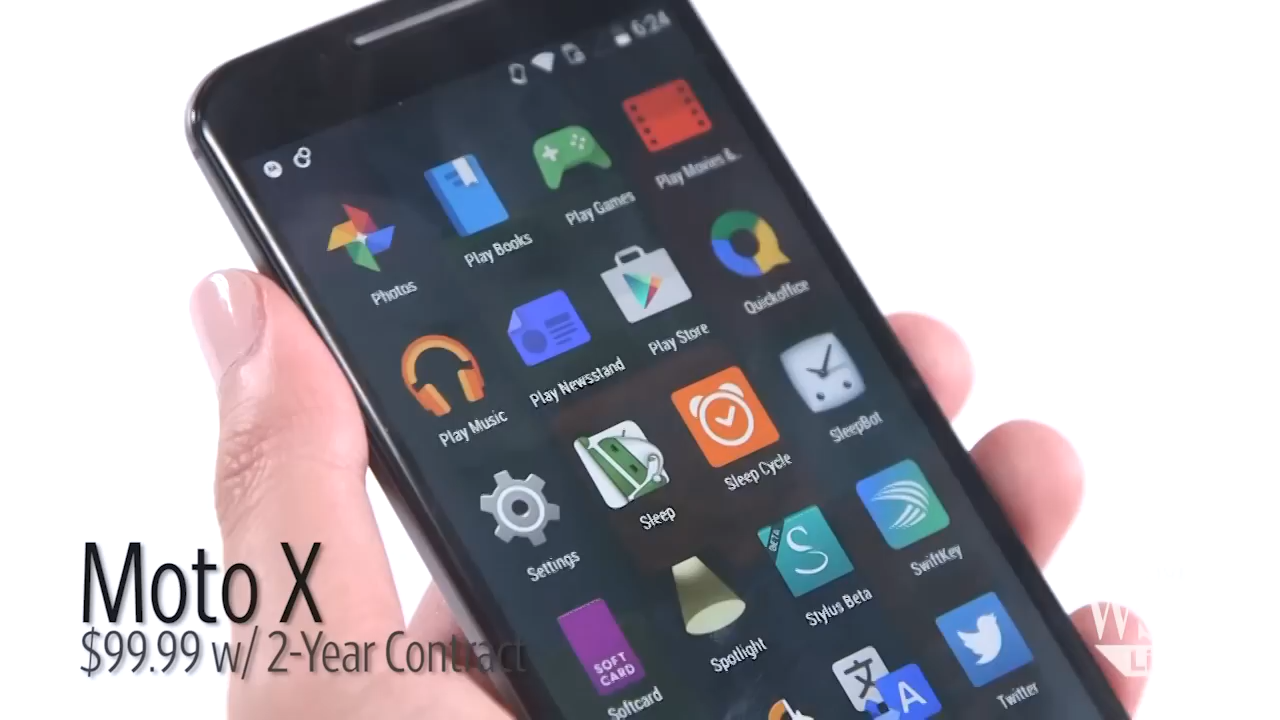 6:24
Photos
Play Books
Play Games
Play Movies &..
Play Music
Play Newsstand
Play Store
Quickoffice
Settings
Sleep
Sleep Cycle
SleepBot
SOFT
CARD
Softcard
Spotlight
BETA
S
Stylus Beta
SwiftKey
文
A
Twitter
Moto X
$99.99 w/ 2-Year Contract